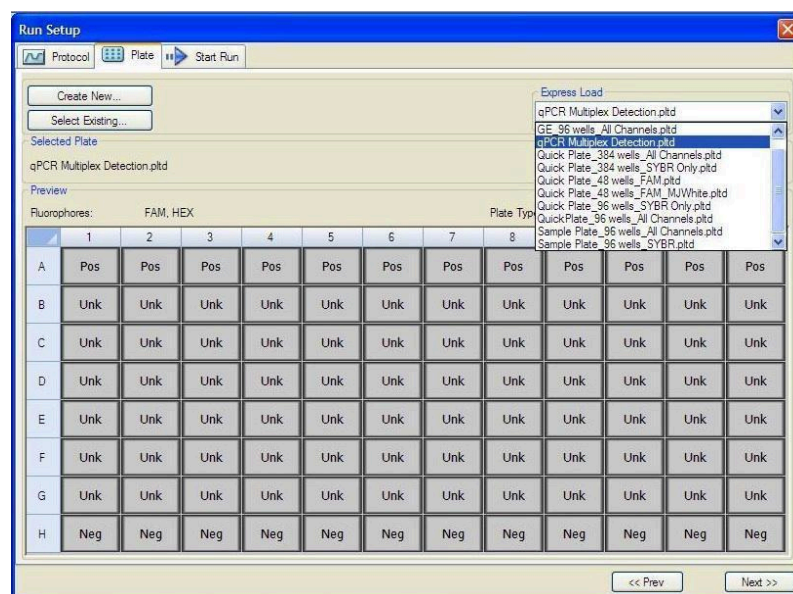 Run Setup
Protocol Plate Start Run
Create New...
Select Existing...
Express Load
qPCR Multiplex Detection.pltd
GE_96 wells_All Channels.pltd
qPCR Multiplex Detection.pltd
Quick Plate_384 wells_All Channels.pltd
Quick Plate_384 wells_SYBR Only.pltd
Quick Plate_48 wells_FAM.pltd
Quick Plate_48 wells_FAM_MJWhite.pltd
Quick Plate_96 wells_SYBR Only.pltd
QuickPlate_96 wells_All Channels.pltd
Sample Plate_96 wells_All Channels.pltd
Sample Plate_96 wells_SYBR.pltd
Selected Plate
qPCR Multiplex Detection.pltd
Preview
Fluorophores: FAM, HEX Plate Typ
1 2 3 4 5 6 7 8
A Pos Pos Pos Pos Pos Pos Pos Pos Pos Pos Pos Pos
B Unk Unk Unk Unk Unk Unk Unk Unk Unk Unk Unk Unk
C Unk Unk Unk Unk Unk Unk Unk Unk Unk Unk Unk Unk
D Unk Unk Unk Unk Unk Unk Unk Unk Unk Unk Unk Unk
E Unk Unk Unk Unk Unk Unk Unk Unk Unk Unk Unk Unk
F Unk Unk Unk Unk Unk Unk Unk Unk Unk Unk Unk Unk
G Unk Unk Unk Unk Unk Unk Unk Unk Unk Unk Unk Unk
H Neg Neg Neg Neg Neg Neg Neg Neg Neg Neg Neg Neg
<< Prev Next >>